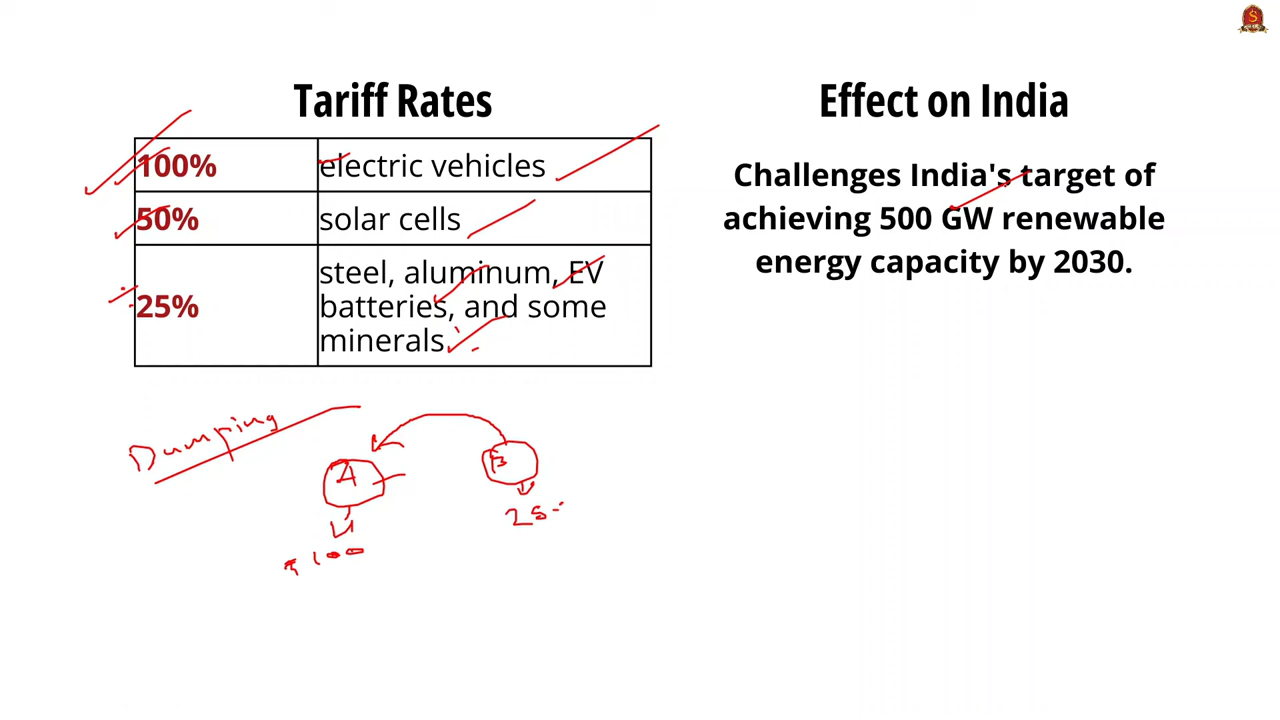 Tariff Rates
100% electric vehicles
50% solar cells
25% steel, aluminum, EV
batteries, and some
minerals.
Effect on India
Challenges India's target of
achieving 500 GW renewable
energy capacity by 2030.
Dumping
A
B
₹100